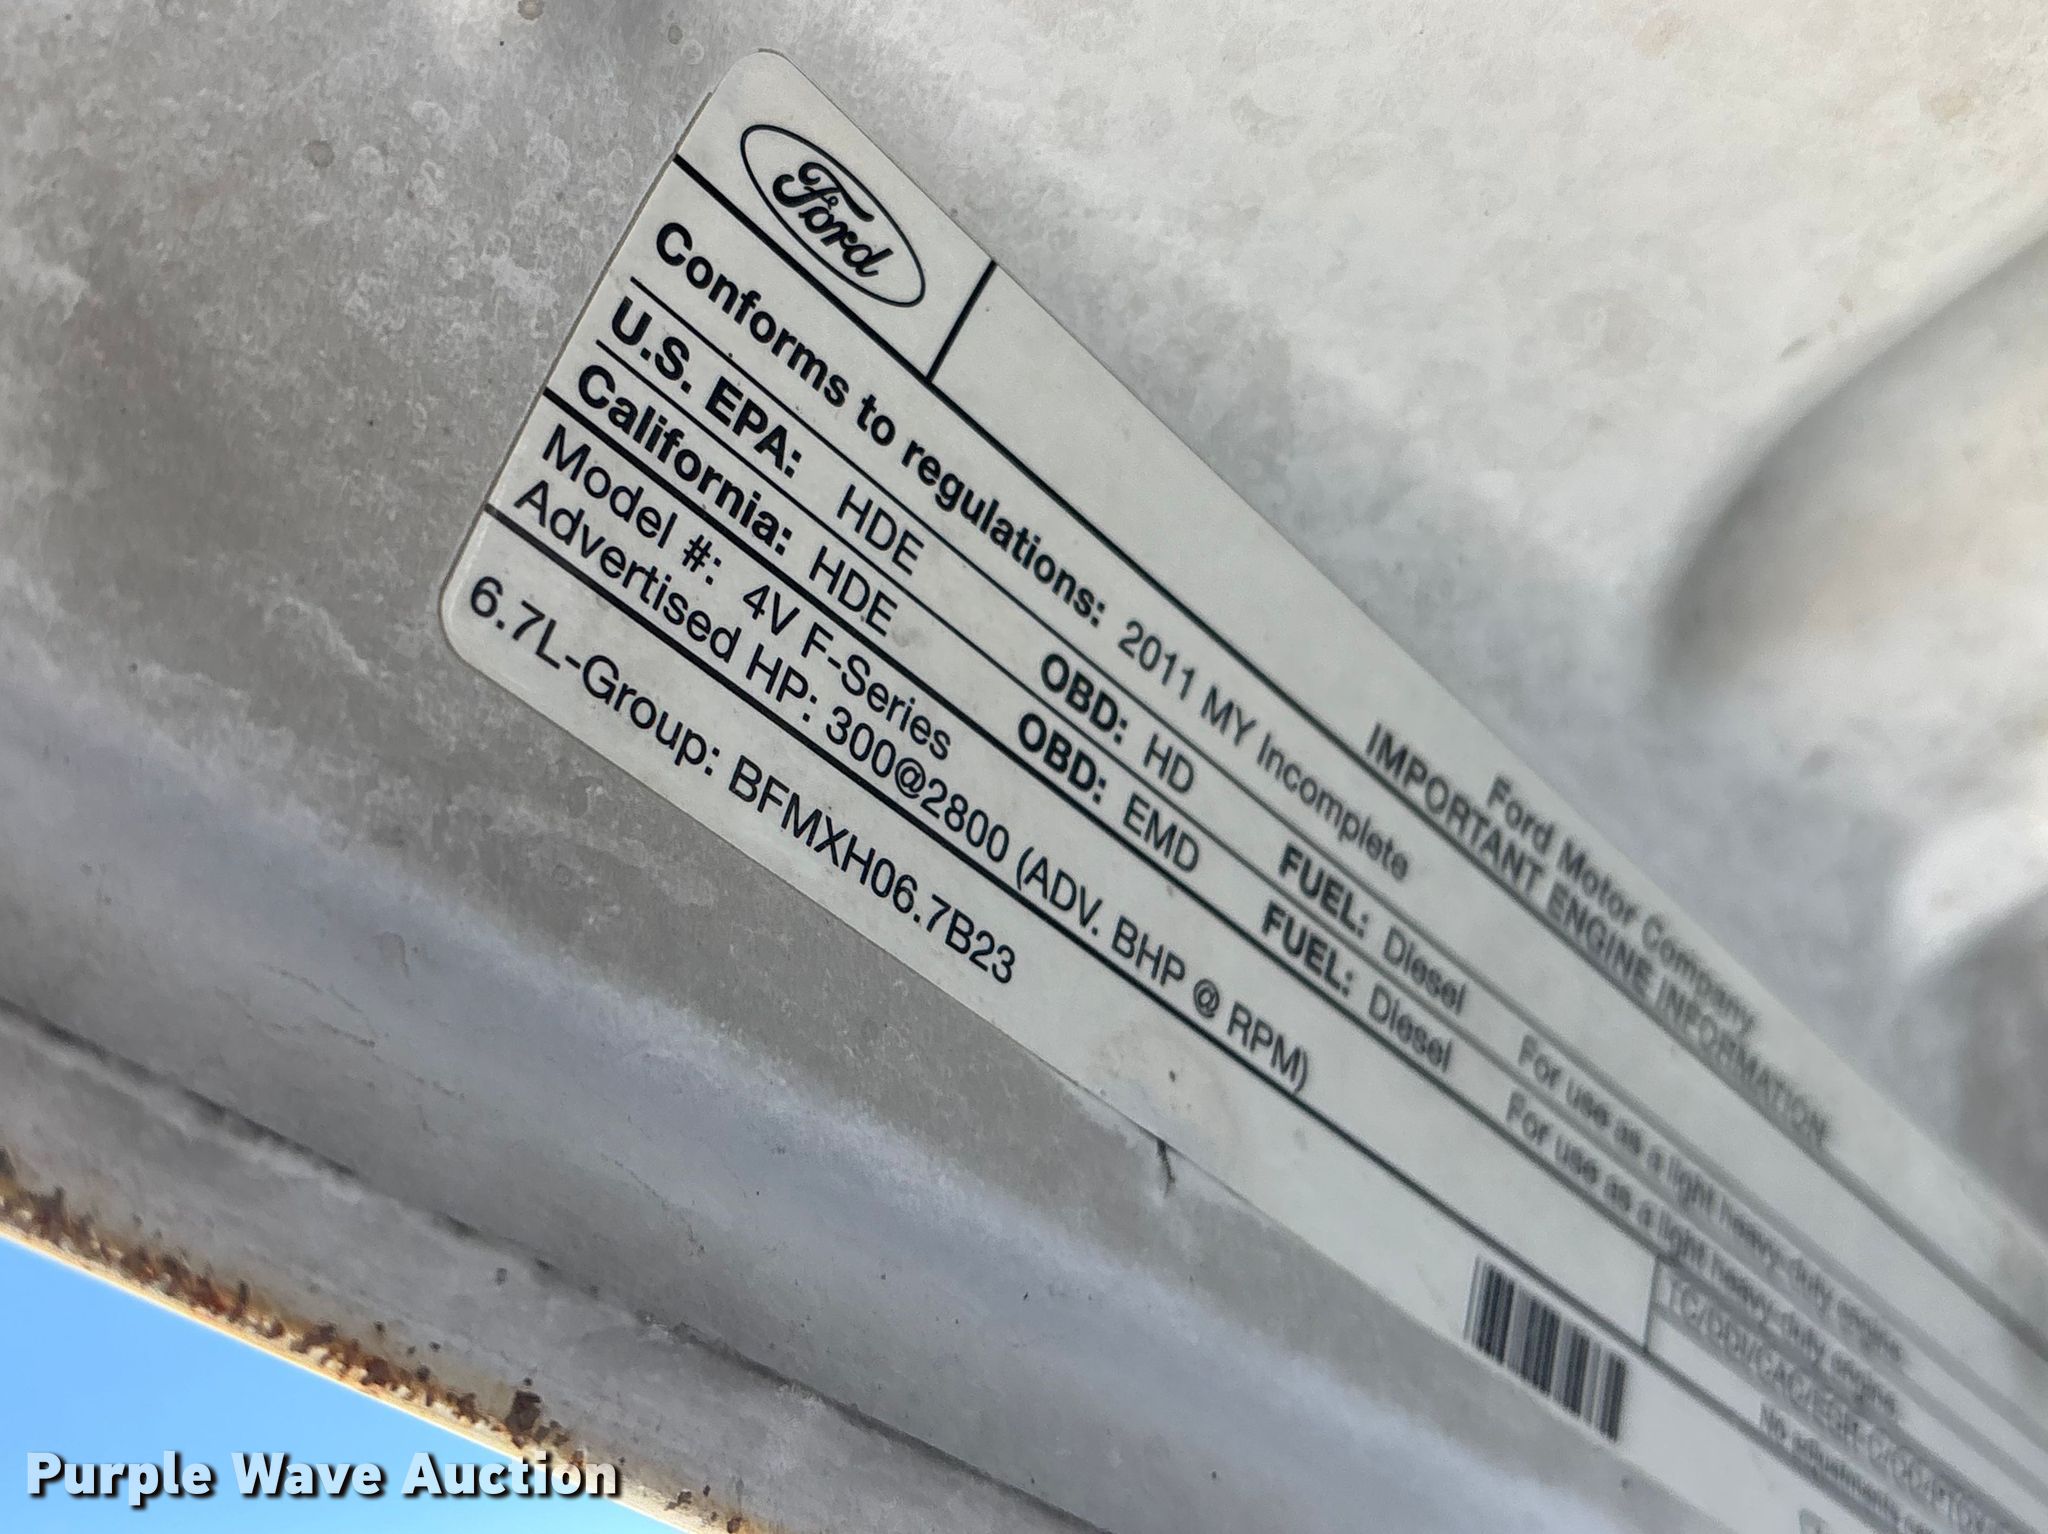 Ford
Ford Motor Company
IMPORTANT ENGINE INFORMATION
Conforms to regulations: 2011 MY Incomplete
U.S. EPA: HDE OBD: HD FUEL: Diesel For use as a light heavy-duty engine
California: HDE OBD: EMD FUEL: Diesel For use as a light heavy-duty engine
Model #: 4V F-Series
Advertised HP: 300@2800 (ADV. BHP @ RPM)
6.7L-Group: BFMXH06.7B23
No adjustments
Purple Wave Auction